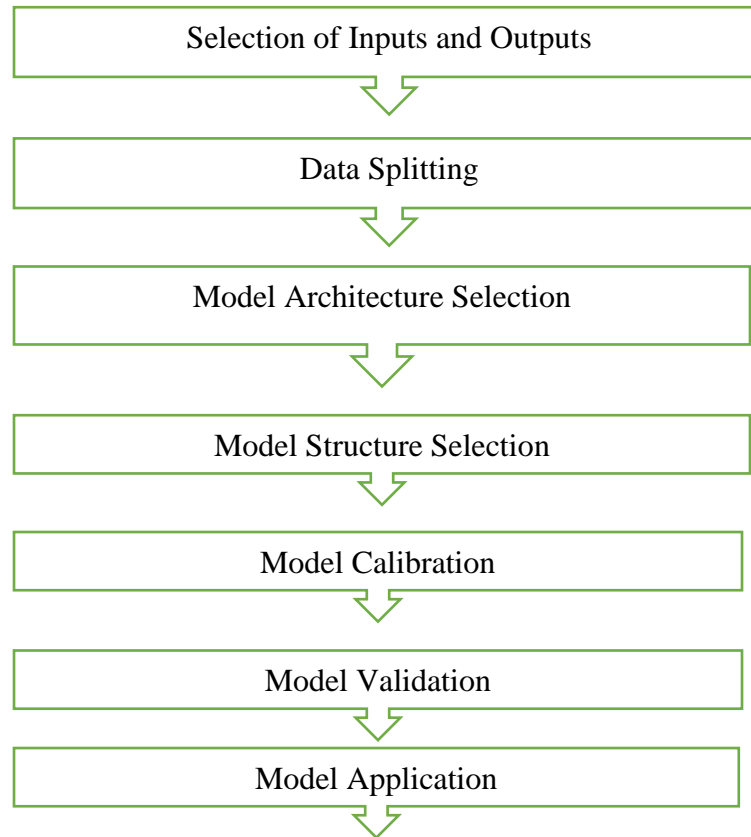 Selection of Inputs and Outputs
Data Splitting
Model Architecture Selection
Model Structure Selection
Model Calibration
Model Validation
Model Application